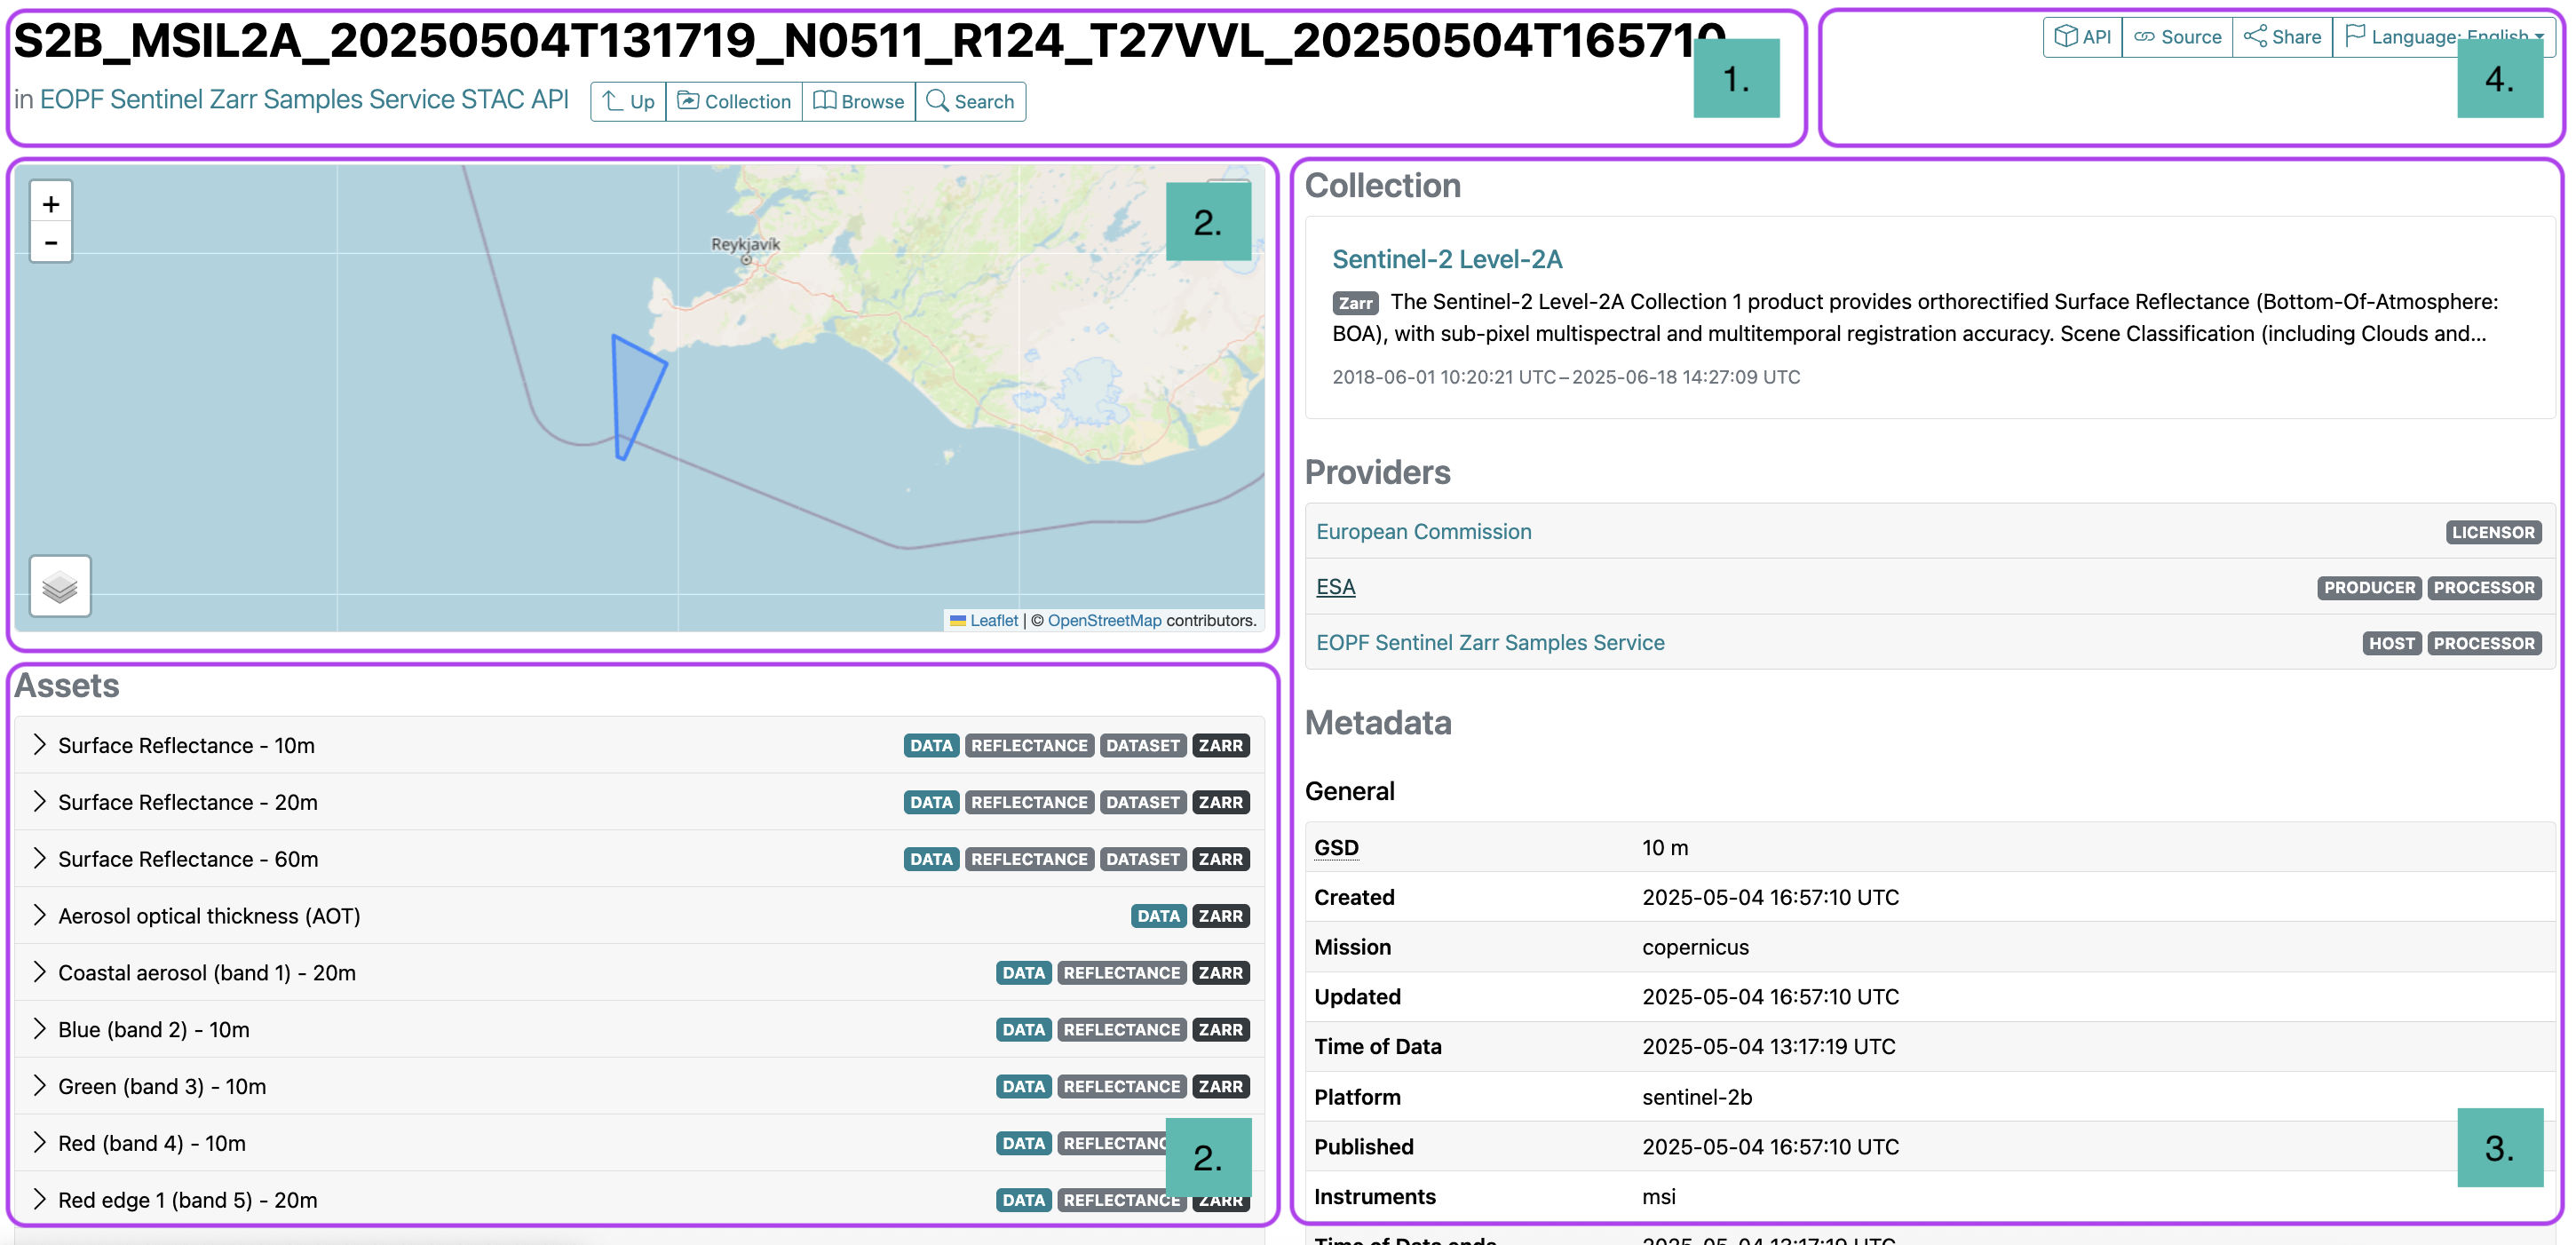 S2B_MSIL2A_20250504T131719_N0511_R124_T27VVL_20250504T165710
1.
in EOPF Sentinel Zarr Samples Service STAC API
Up
Collection
Browse
Search
API
Source
Share
Language: English
4.
+
-
Reykjavík
2.
Leaflet | © OpenStreetMap contributors.
Assets
Surface Reflectance - 10m DATA REFLECTANCE DATASET ZARR
Surface Reflectance - 20m DATA REFLECTANCE DATASET ZARR
Surface Reflectance - 60m DATA REFLECTANCE DATASET ZARR
Aerosol optical thickness (AOT) DATA ZARR
Coastal aerosol (band 1) - 20m DATA REFLECTANCE ZARR
Blue (band 2) - 10m DATA REFLECTANCE ZARR
Green (band 3) - 10m DATA REFLECTANCE ZARR
Red (band 4) - 10m DATA REFLECTANC
2.
Red edge 1 (band 5) - 20m DATA REFLECTANCE ZARR
Collection
Sentinel-2 Level-2A
Zarr The Sentinel-2 Level-2A Collection 1 product provides orthorectified Surface Reflectance (Bottom-Of-Atmosphere:
BOA), with sub-pixel multispectral and multitemporal registration accuracy. Scene Classification (including Clouds and...
2018-06-01 10:20:21 UTC – 2025-06-18 14:27:09 UTC
Providers
European Commission LICENSOR
ESA PRODUCER PROCESSOR
EOPF Sentinel Zarr Samples Service HOST PROCESSOR
Metadata
General
GSD 10 m
Created 2025-05-04 16:57:10 UTC
Mission copernicus
Updated 2025-05-04 16:57:10 UTC
Time of Data 2025-05-04 13:17:19 UTC
Platform sentinel-2b
Published 2025-05-04 16:57:10 UTC
3.
Instruments msi
Time of Data ends 2025-05-04 13:17:19 UTC